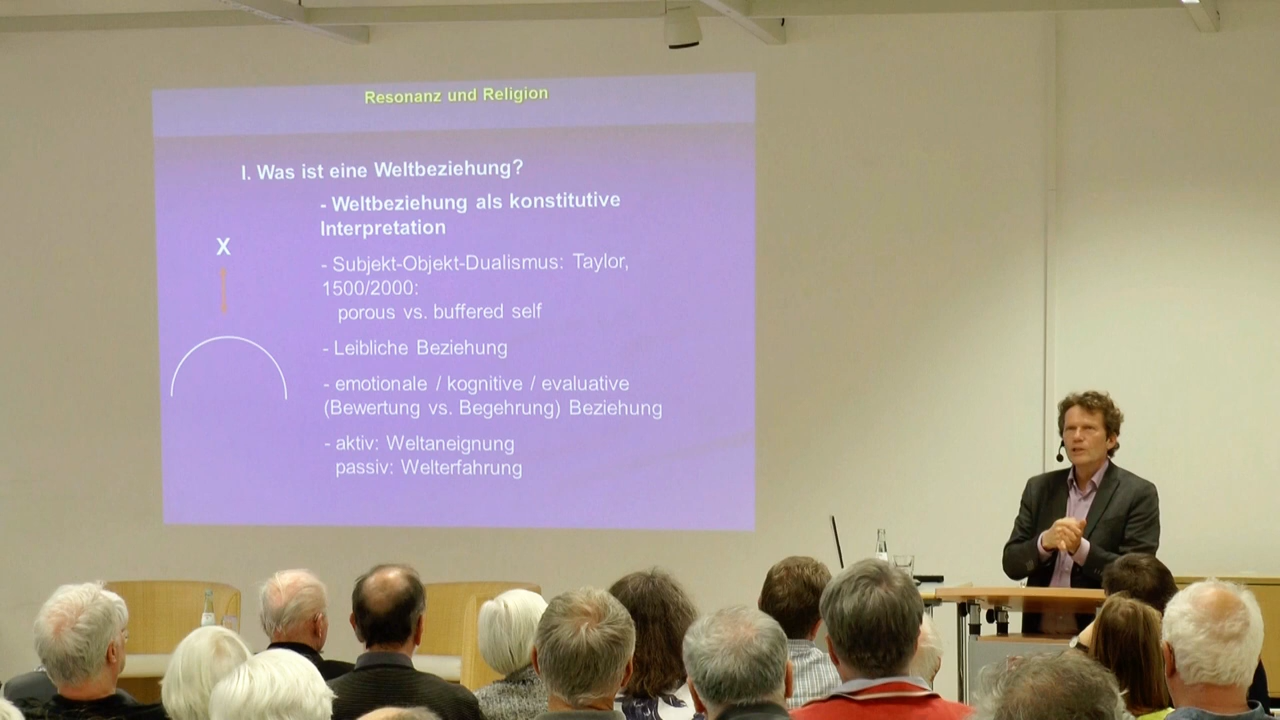 Resonanz und Religion
I. Was ist eine Weltbeziehung?
- Weltbeziehung als konstitutive
Interpretation
X
- Subjekt-Objekt-Dualismus: Taylor,
1500/2000:
porous vs. buffered self
- Leibliche Beziehung
- emotionale / kognitive / evaluative
(Bewertung vs. Begehrung) Beziehung
- aktiv: Weltaneignung
passiv: Welterfahrung